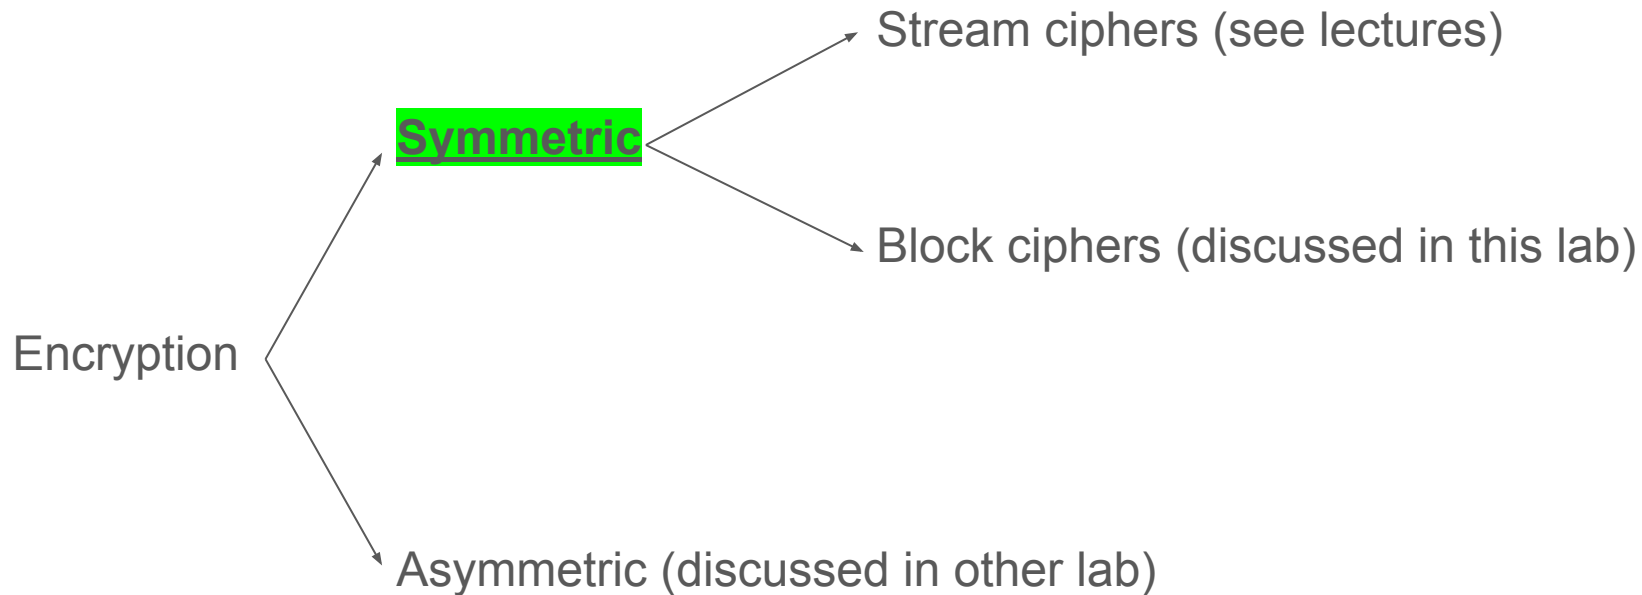 Stream ciphers (see lectures)
Symmetric
Block ciphers (discussed in this lab)
Encryption
Asymmetric (discussed in other lab)